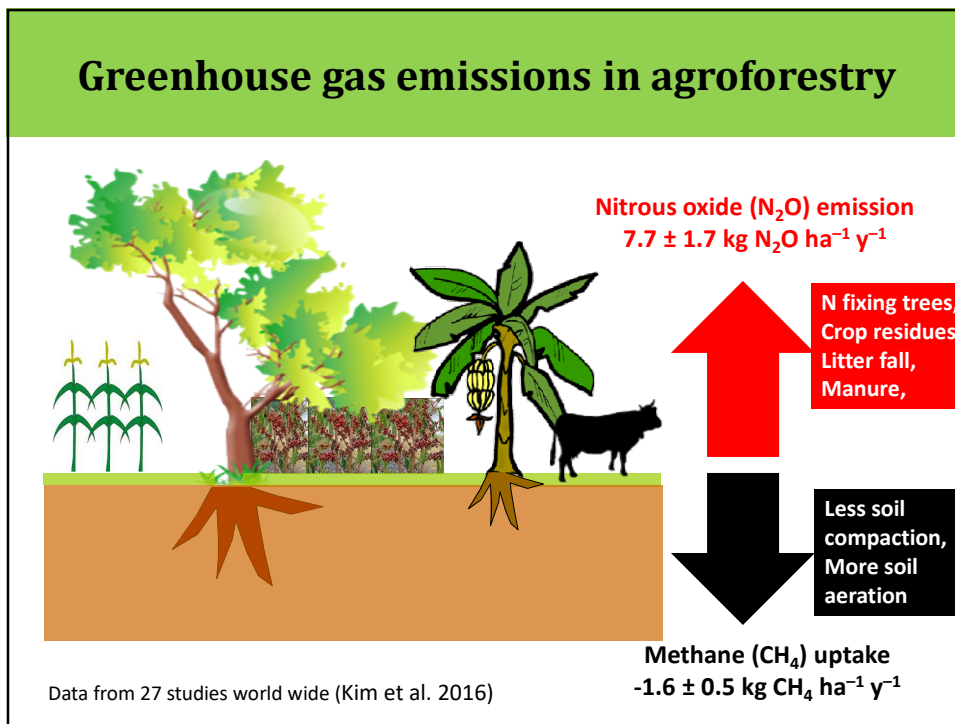 Greenhouse gas emissions in agroforestry
Nitrous oxide (N₂O) emission
7.7 ± 1.7 kg N₂O ha⁻¹ y⁻¹
N fixing trees,
Crop residues
Litter fall,
Manure,
Less soil
compaction,
More soil
aeration
Methane (CH₄) uptake
-1.6 ± 0.5 kg CH₄ ha⁻¹ y⁻¹
Data from 27 studies world wide (Kim et al. 2016)